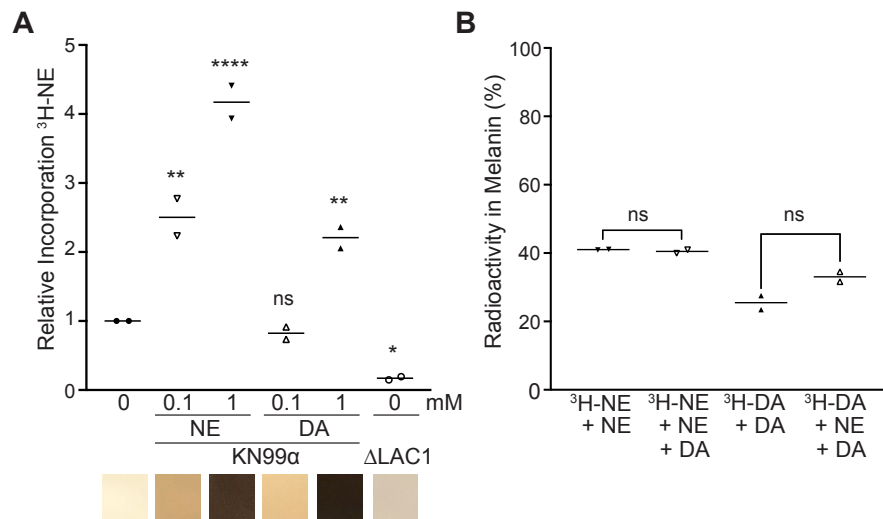 A
Relative Incorporation ³H-NE
5
4
3
2
1
0
**
****
ns
**
*
0 0.1 1 0.1 1 0 mM
NE DA
KN99α ΔLAC1
B
Radioactivity in Melanin (%)
100
80
60
40
20
0
ns
ns
³H-NE ³H-NE ³H-DA ³H-DA
+ NE + NE + DA + NE
+ DA + DA